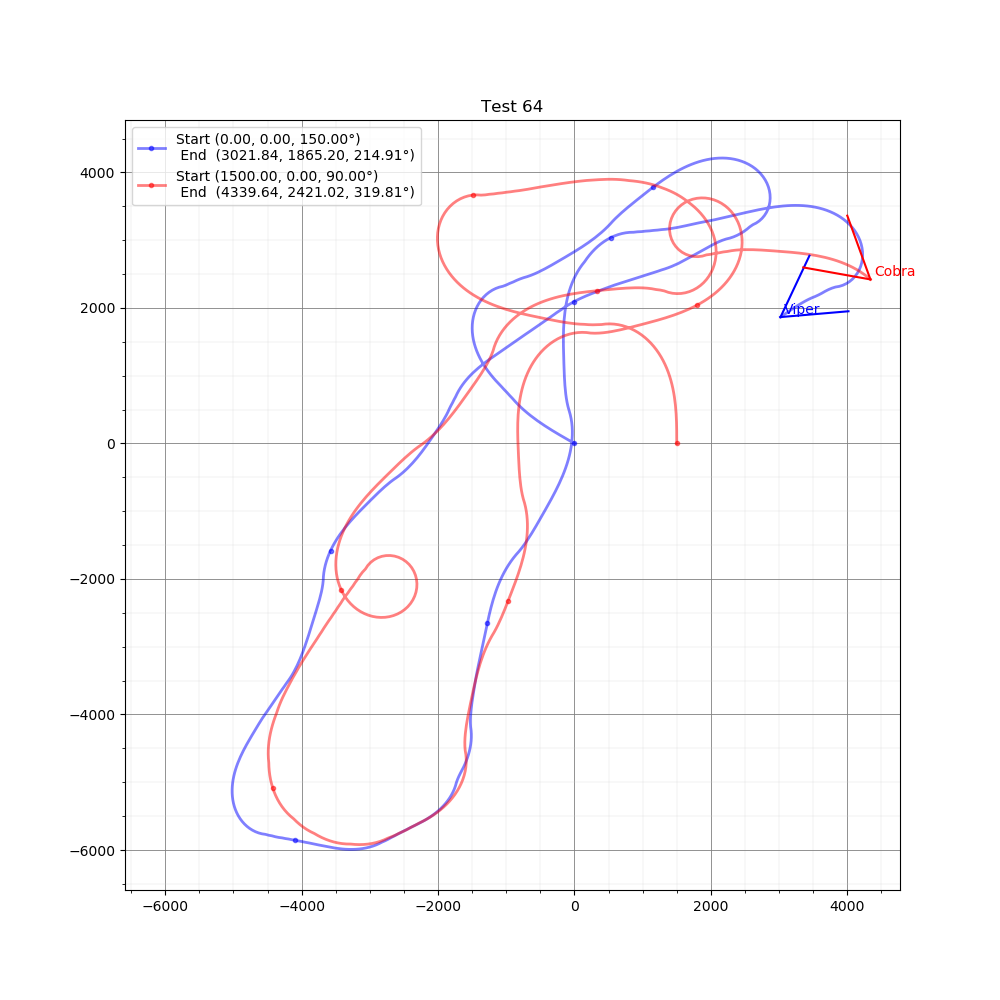 Test 64
Start (0.00, 0.00, 150.00°)
End  (3021.84, 1865.20, 214.91°)
Start (1500.00, 0.00, 90.00°)
End  (4339.64, 2421.02, 319.81°)
4000
2000
0
−2000
−4000
−6000
Cobra
Viper
−6000
−4000
−2000
0
2000
4000